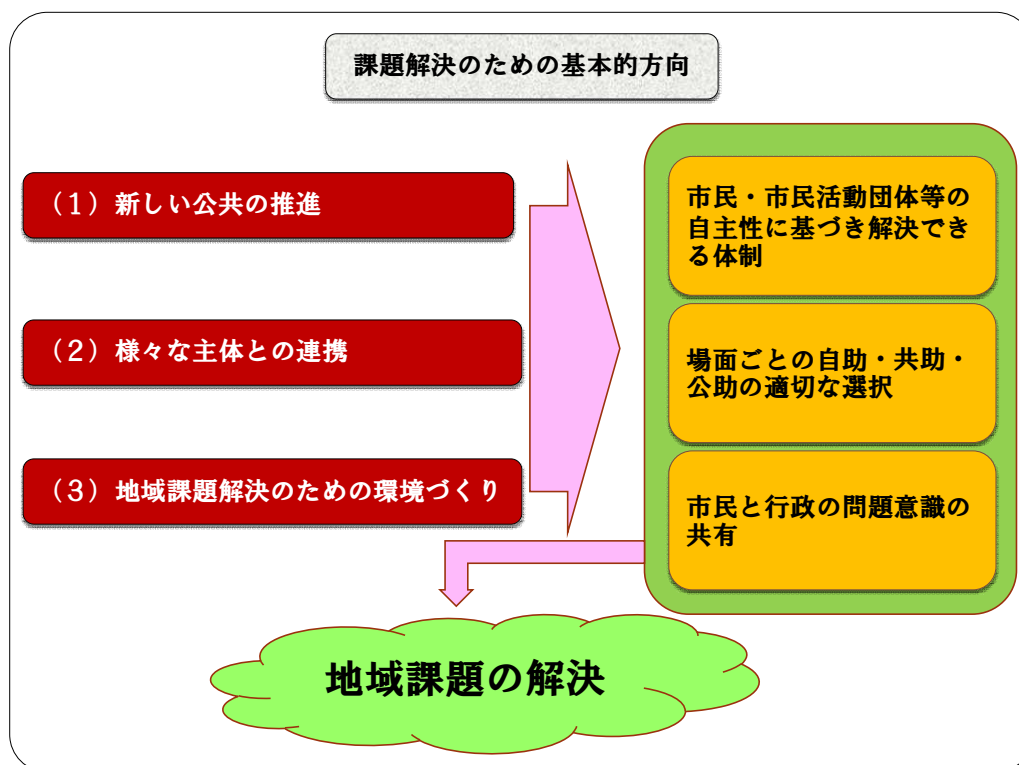 課題解決のための基本的方向
（1）新しい公共の推進
（2）様々な主体との連携
（3）地域課題解決のための環境づくり
市民・市民活動団体等の
自主性に基づき解決でき
る体制
場面ごとの自助・共助・
公助の適切な選択
市民と行政の問題意識の
共有
地域課題の解決